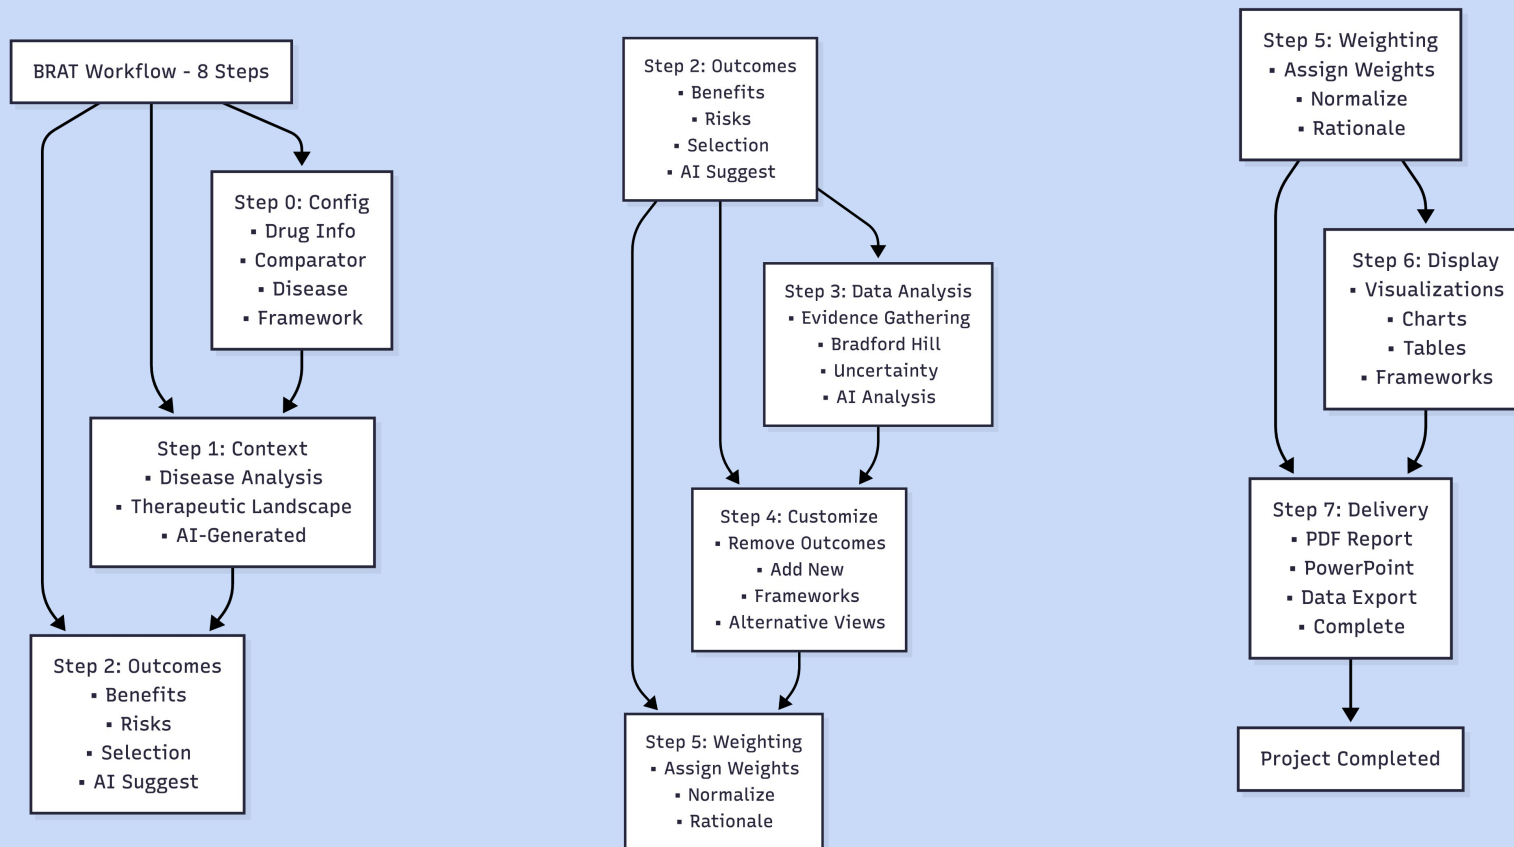 BRAT Workflow - 8 Steps
Step 0: Config
▪ Drug Info
▪ Comparator
▪ Disease
▪ Framework
Step 1: Context
▪ Disease Analysis
▪ Therapeutic Landscape
▪ AI-Generated
Step 2: Outcomes
▪ Benefits
▪ Risks
▪ Selection
▪ AI Suggest
Step 2: Outcomes
▪ Benefits
▪ Risks
▪ Selection
▪ AI Suggest
Step 3: Data Analysis
▪ Evidence Gathering
▪ Bradford Hill
▪ Uncertainty
▪ AI Analysis
Step 4: Customize
▪ Remove Outcomes
▪ Add New
▪ Frameworks
▪ Alternative Views
Step 5: Weighting
▪ Assign Weights
▪ Normalize
▪ Rationale
Step 5: Weighting
▪ Assign Weights
▪ Normalize
▪ Rationale
Step 6: Display
▪ Visualizations
▪ Charts
▪ Tables
▪ Frameworks
Step 7: Delivery
▪ PDF Report
▪ PowerPoint
▪ Data Export
▪ Complete
Project Completed